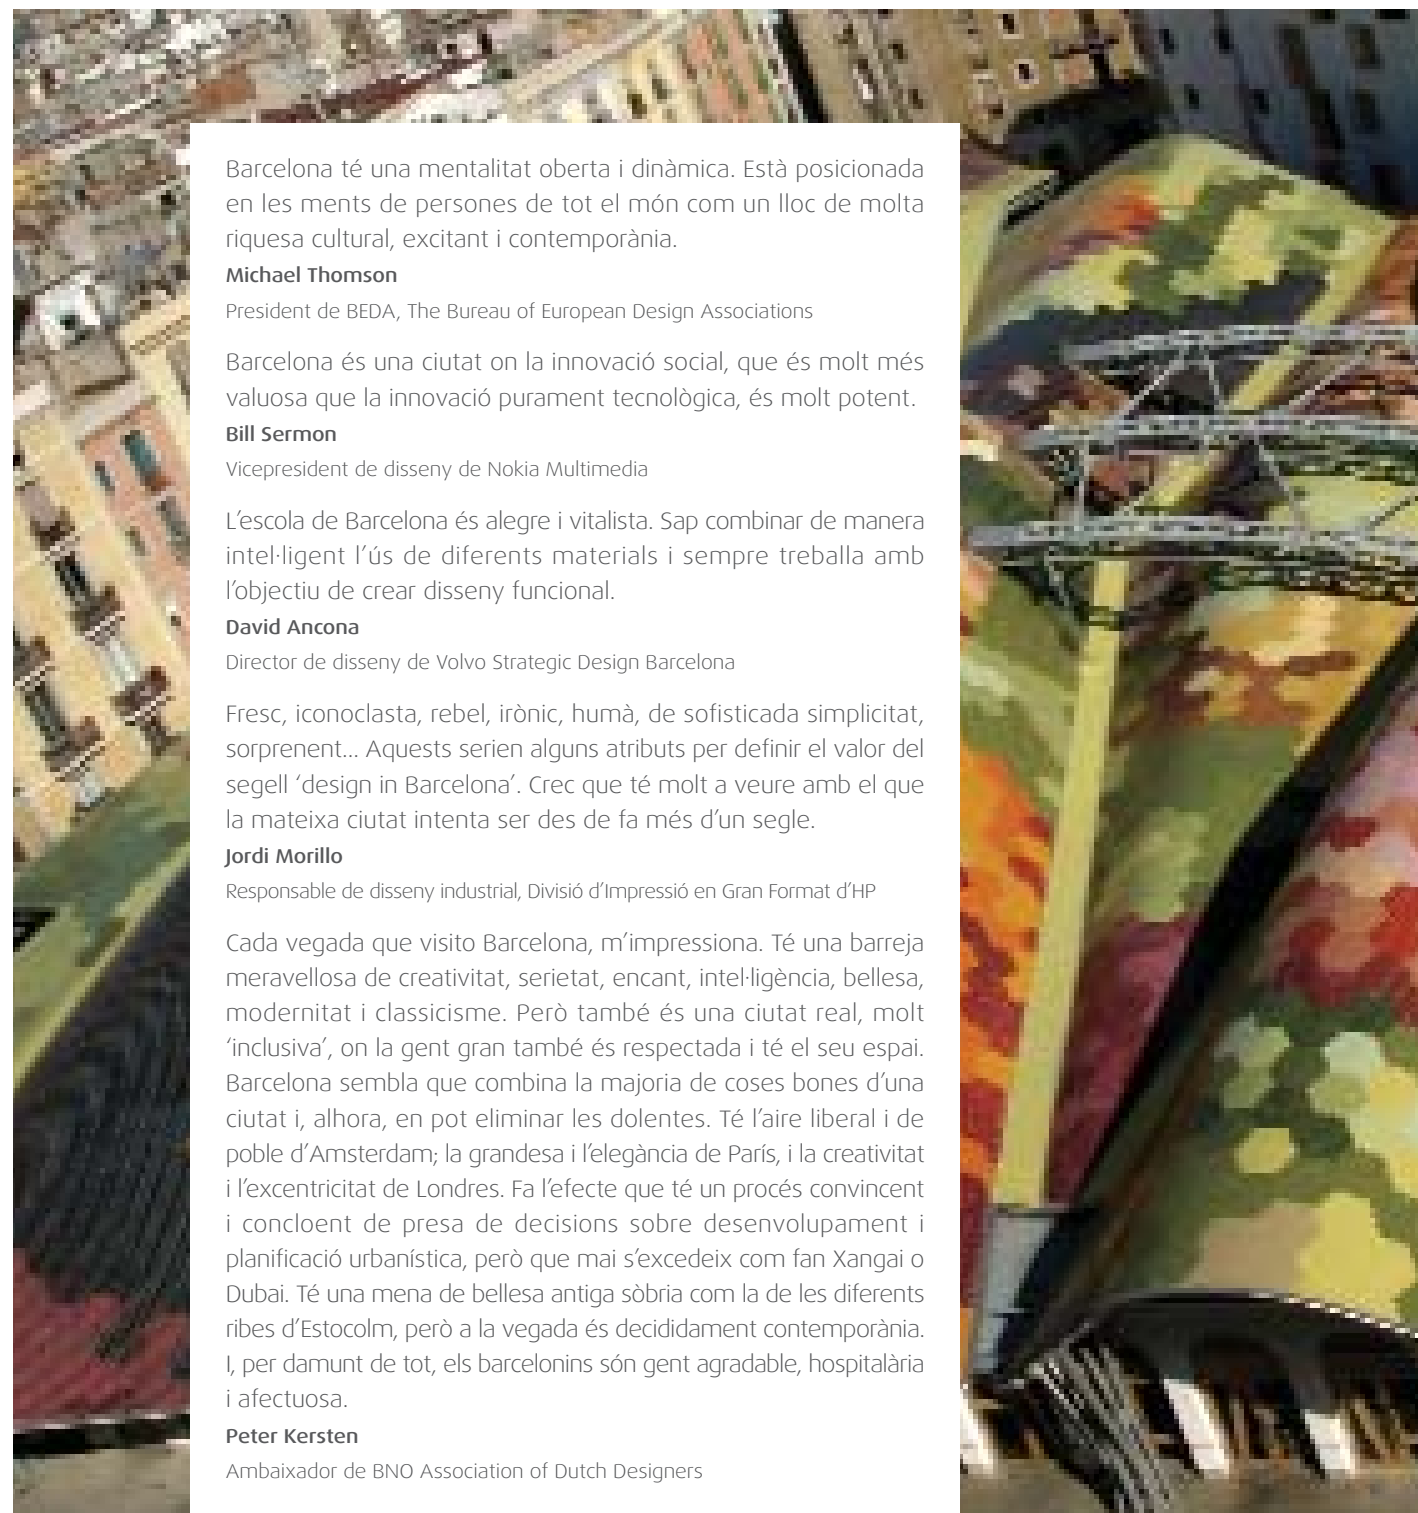 Barcelona té una mentalitat oberta i dinàmica. Està posicionada
en les ments de persones de tot el món com un lloc de molta
riquesa cultural, excitant i contemporània.
Michael Thomson
President de BEDA, The Bureau of European Design Associations
Barcelona és una ciutat on la innovació social, que és molt més
valuosa que la innovació purament tecnològica, és molt potent.
Bill Sermon
Vicepresident de disseny de Nokia Multimedia
L’escola de Barcelona és alegre i vitalista. Sap combinar de manera
intel·ligent l’ús de diferents materials i sempre treballa amb
l’objectiu de crear disseny funcional.
David Ancona
Director de disseny de Volvo Strategic Design Barcelona
Fresc, iconoclasta, rebel, irònic, humà, de sofisticada simplicitat,
sorprenent... Aquests serien alguns atributs per definir el valor del
segell ‘design in Barcelona’. Crec que té molt a veure amb el que
la mateixa ciutat intenta ser des de fa més d’un segle.
Jordi Morillo
Responsable de disseny industrial, Divisió d’Impressió en Gran Format d’HP
Cada vegada que visito Barcelona, m’impressiona. Té una barreja
meravellosa de creativitat, serietat, encant, intel·ligència, bellesa,
modernitat i classicisme. Però també és una ciutat real, molt
‘inclusiva’, on la gent gran també és respectada i té el seu espai.
Barcelona sembla que combina la majoria de coses bones d’una
ciutat i, alhora, en pot eliminar les dolentes. Té l’aire liberal i de
poble d’Amsterdam; la grandesa i l’elegància de París, i la creativitat
i l’excentricitat de Londres. Fa l’efecte que té un procés convincent
i concloent de presa de decisions sobre desenvolupament i
planificació urbanística, però que mai s’excedeix com fan Xangai o
Dubai. Té una mena de bellesa antiga sòbria com la de les diferents
ribes d’Estocolm, però a la vegada és decididament contemporània.
I, per damunt de tot, els barcelonins són gent agradable, hospitalària
i afectuosa.
Peter Kersten
Ambaixador de BNO Association of Dutch Designers